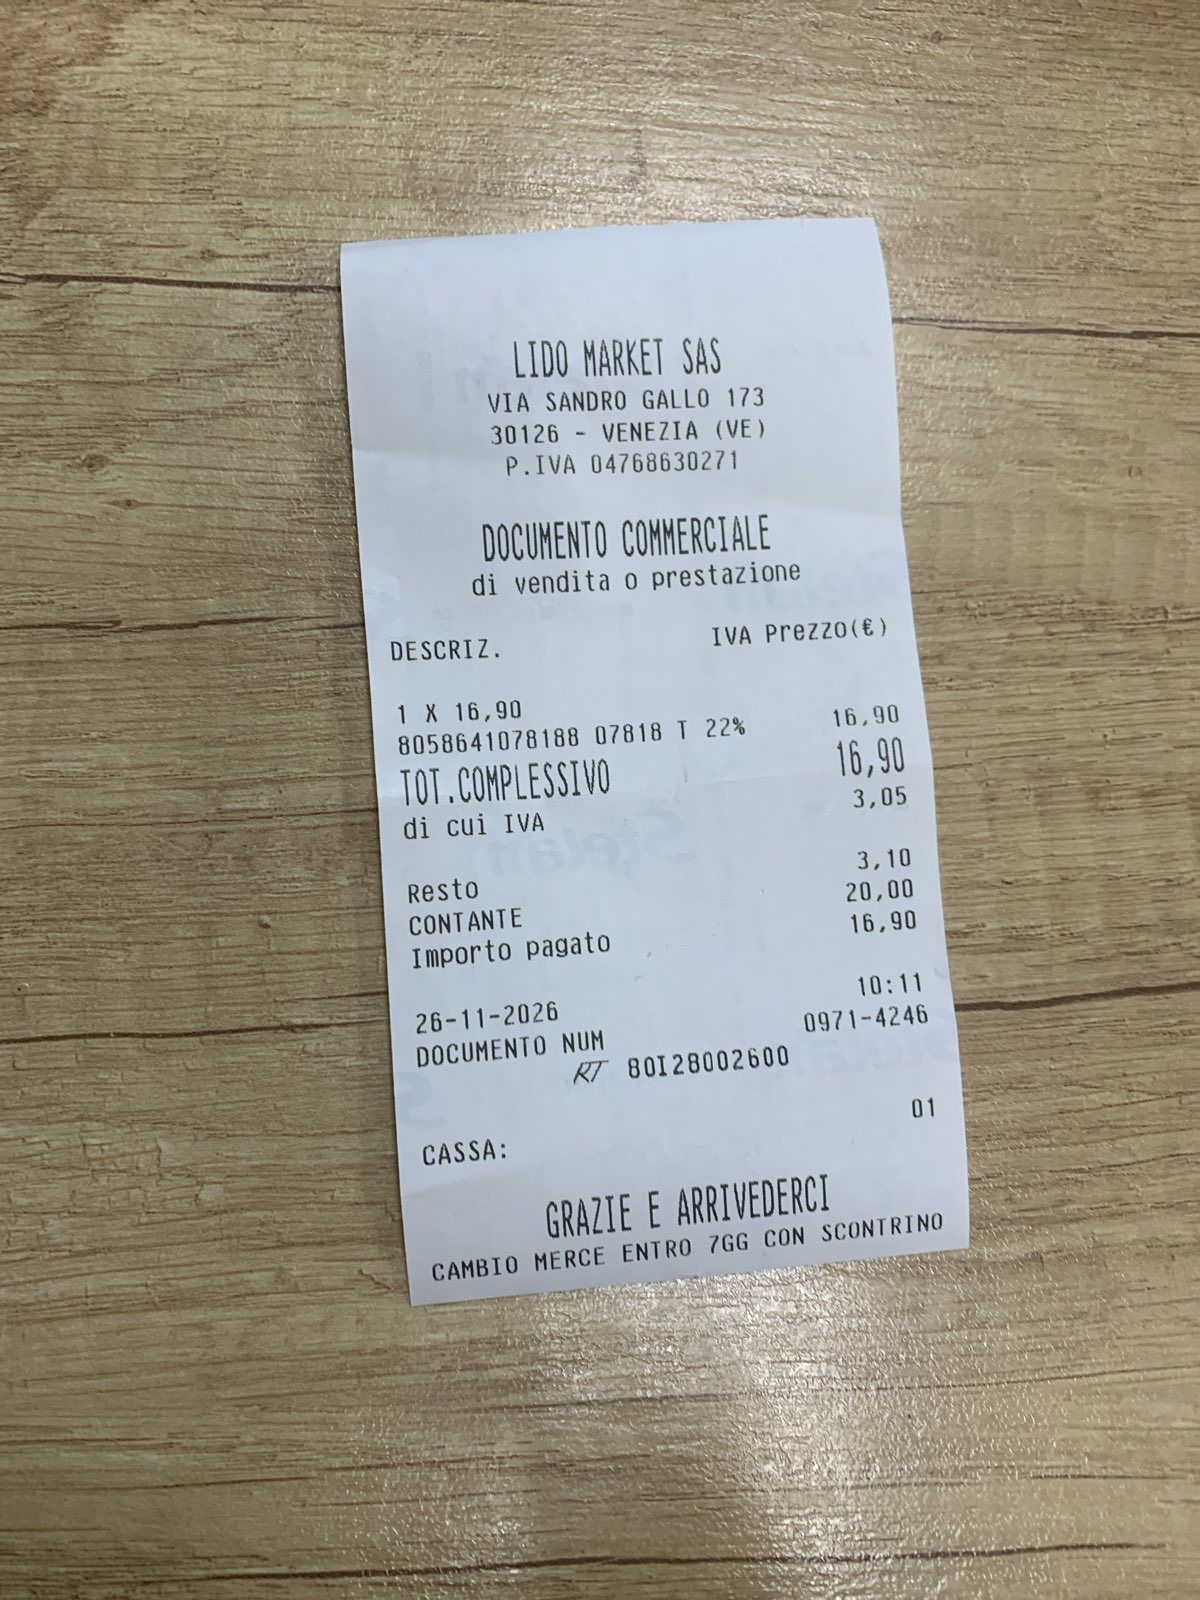 LIDO MARKET SAS
VIA SANDRO GALLO 173
30126 - VENEZIA (VE)
P.IVA 04768630271
DOCUMENTO COMMERCIALE
di vendita o prestazione
DESCRIZ. IVA Prezzo(€)
1 X 16,90
8058641078188 07818 T 22% 16,90
TOT.COMPLESSIVO 16,90
di cui IVA 3,05
Resto 3,10
CONTANTE 20,00
Importo pagato 16,90
26-11-2026 10:11
DOCUMENTO NUM 0971-4246
RT 80I28002600
CASSA: 01
GRAZIE E ARRIVEDERCI
CAMBIO MERCE ENTRO 7GG CON SCONTRINO